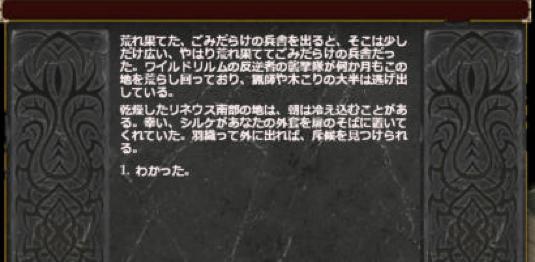 荒れ果てた、ごみだらけの兵舎を出ると、そこは少し
だけ広い、やはり荒れ果ててごみだらけの兵舎だっ
た。ワイルドリルムの反逆者の襲撃隊が何か月もこの
地を荒らし回っており、猟師や木こりの大半は逃げ出
している。
乾燥したリネウス南部の地は、朝は冷え込むことがあ
る。幸い、シルケがあなたの外套を扉のそばに置いて
くれていた。羽織って外に出れば、斥候を見つけられ
る。
1. わかった。